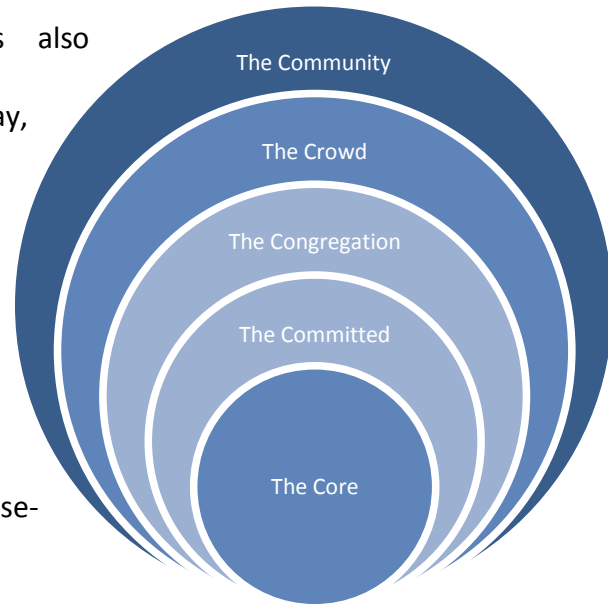 s also
The Community
ay,
The Crowd
The Congregation
The Committed
The Core
se-